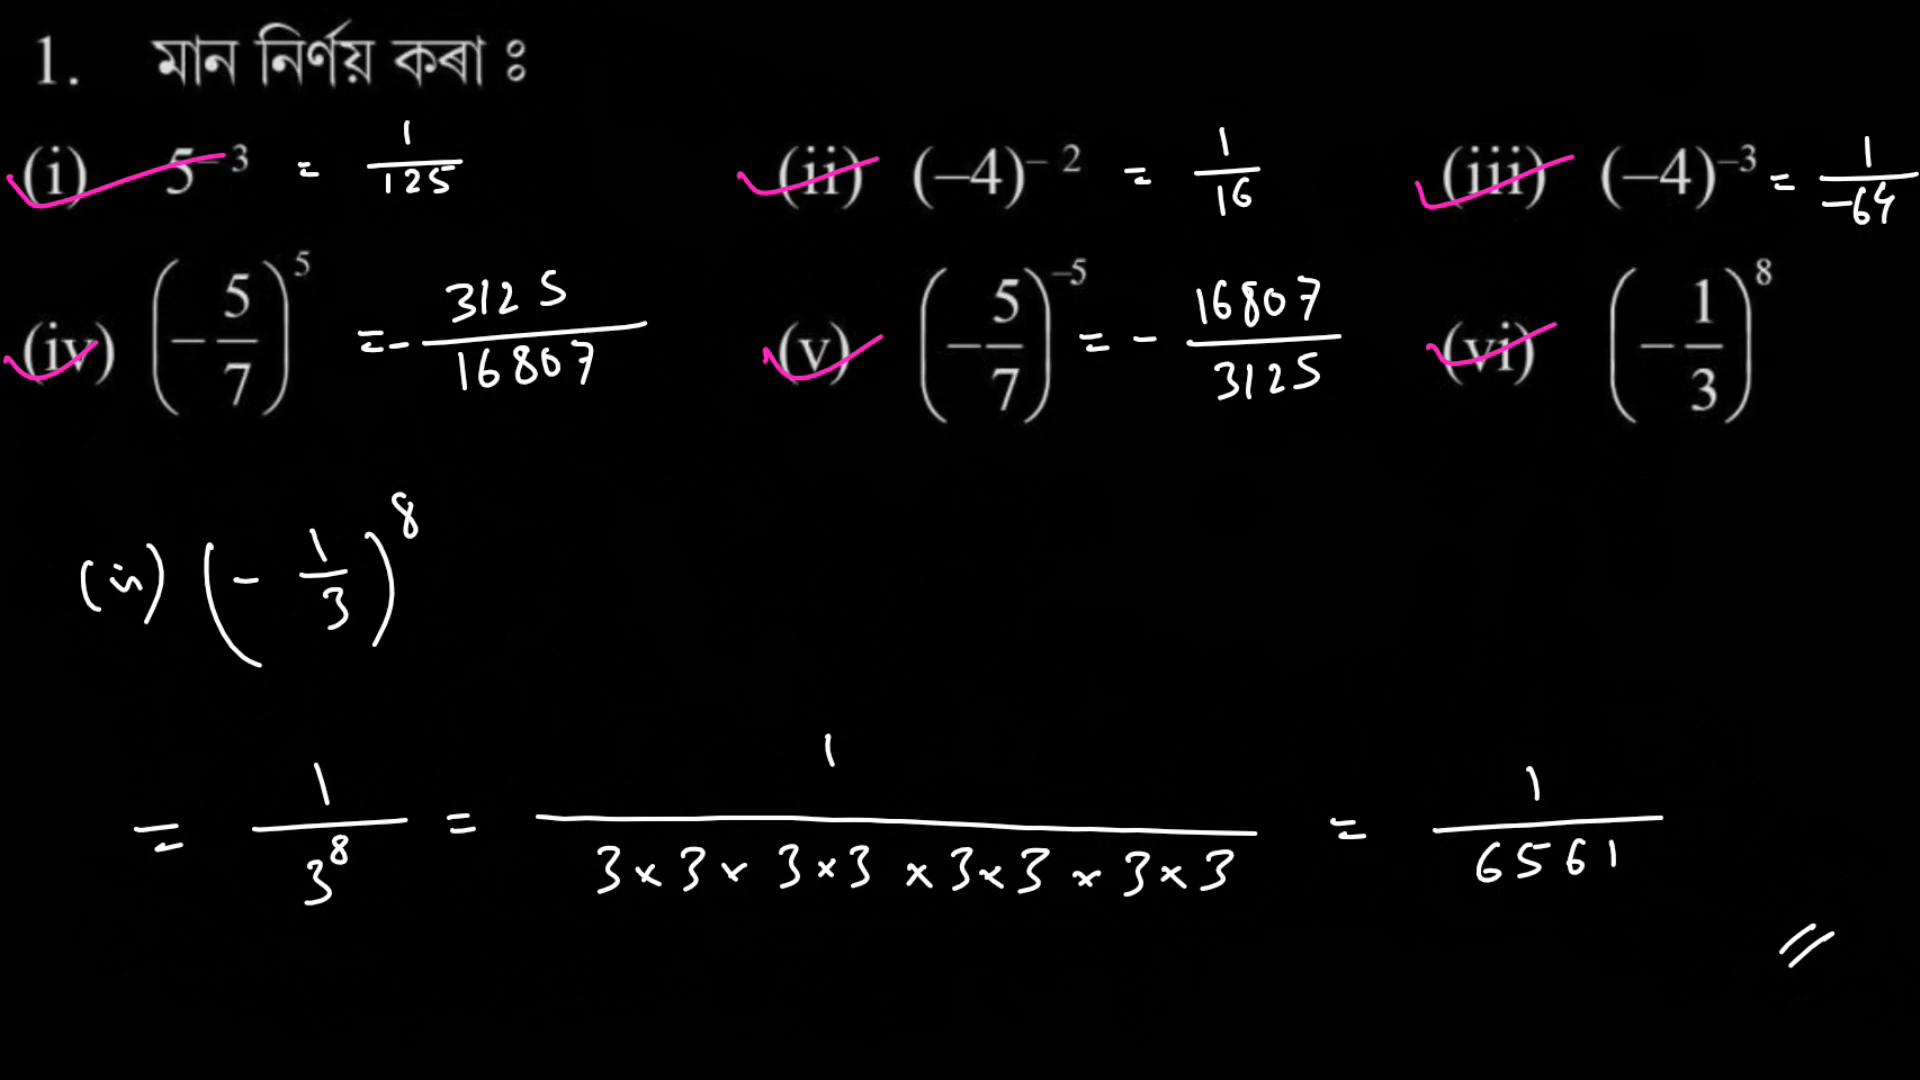 1. মান নিৰ্ণয় কৰা ঃ
(i) 5⁻³ = 1/125 (ii) (–4)⁻² = 1/16 (iii) (–4)⁻³ = 1/-64
(iv) (-5/7)⁵ = - 3125/16807 (v) (-5/7)⁻⁵ = - 16807/3125 (vi) (-1/3)⁸
(-1/3)⁸
= 1/3⁸ = 1/(3×3×3×3×3×3×3×3) = 1/6561